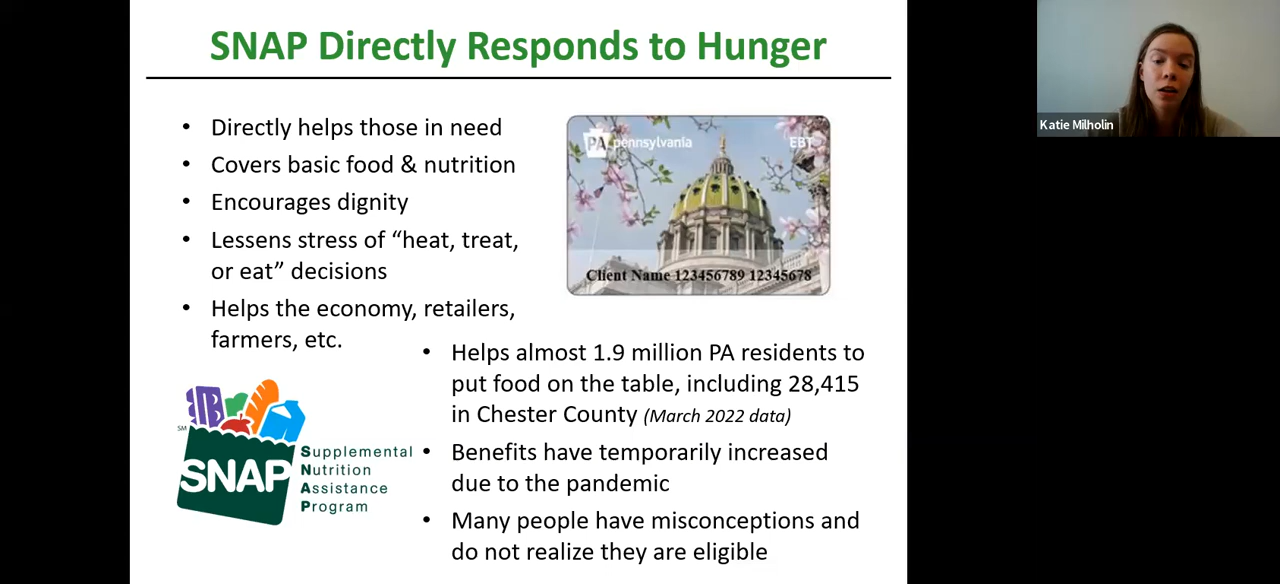 SNAP Directly Responds to Hunger
• Directly helps those in need
• Covers basic food & nutrition
• Encourages dignity
• Lessens stress of “heat, treat,
or eat” decisions
• Helps the economy, retailers,
farmers, etc.
PA pennsylvania
EBT
Client Name 123456789 12345678
• Helps almost 1.9 million PA residents to
put food on the table, including 28,415
in Chester County (March 2022 data)
• Benefits have temporarily increased
due to the pandemic
• Many people have misconceptions and
do not realize they are eligible
SM
SNAP
Supplemental
Nutrition
Assistance
Program
Katie Milholin